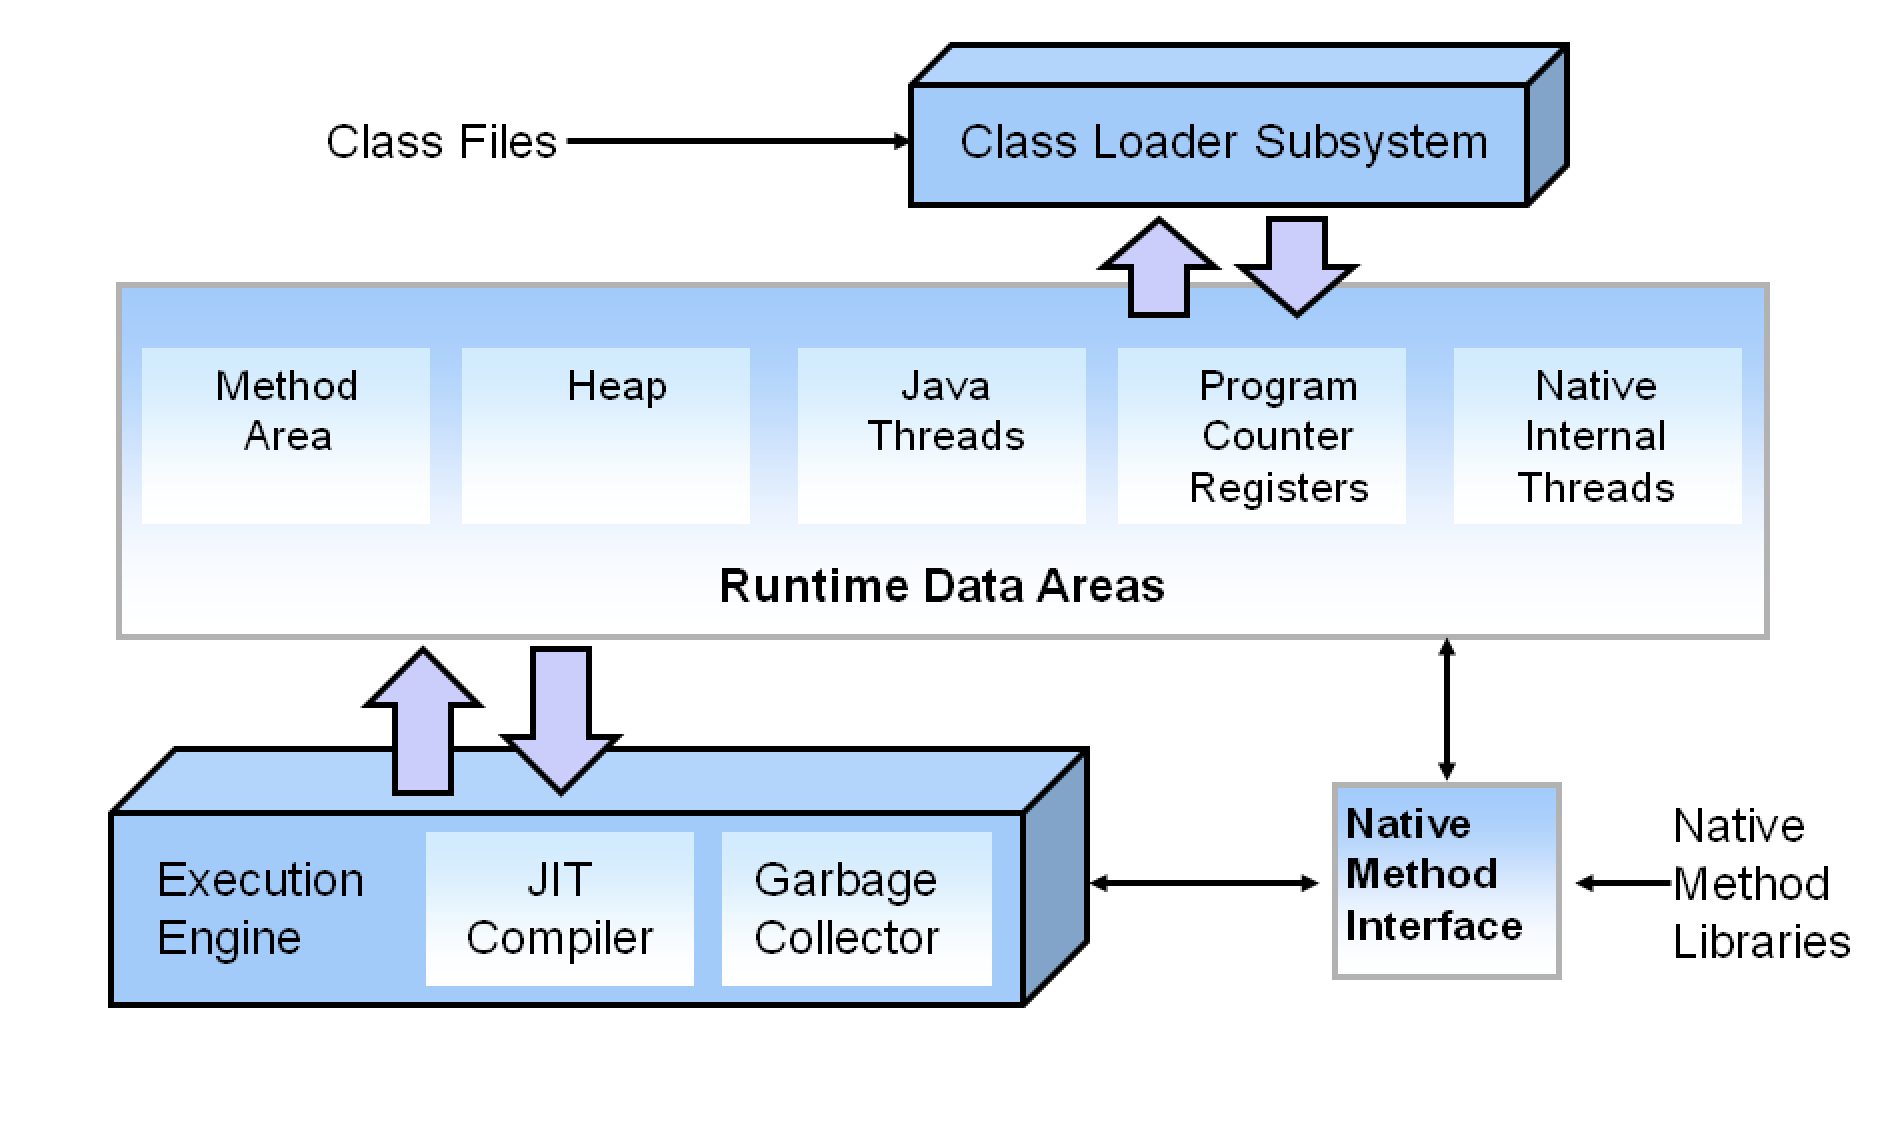 Class Files
Class Loader Subsystem
Method
Area
Heap
Java
Threads
Program
Counter
Registers
Native
Internal
Threads
Runtime Data Areas
Execution
Engine
JIT
Compiler
Garbage
Collector
Native
Method
Interface
Native
Method
Libraries